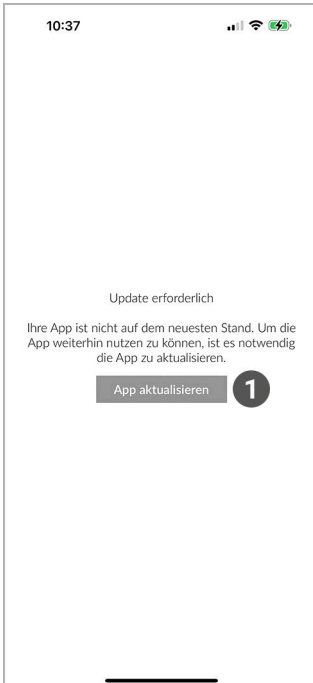 10:37
Update erforderlich
Ihre App ist nicht auf dem neuesten Stand. Um die
App weiterhin nutzen zu können, ist es notwendig
die App zu aktualisieren.
App aktualisieren
1